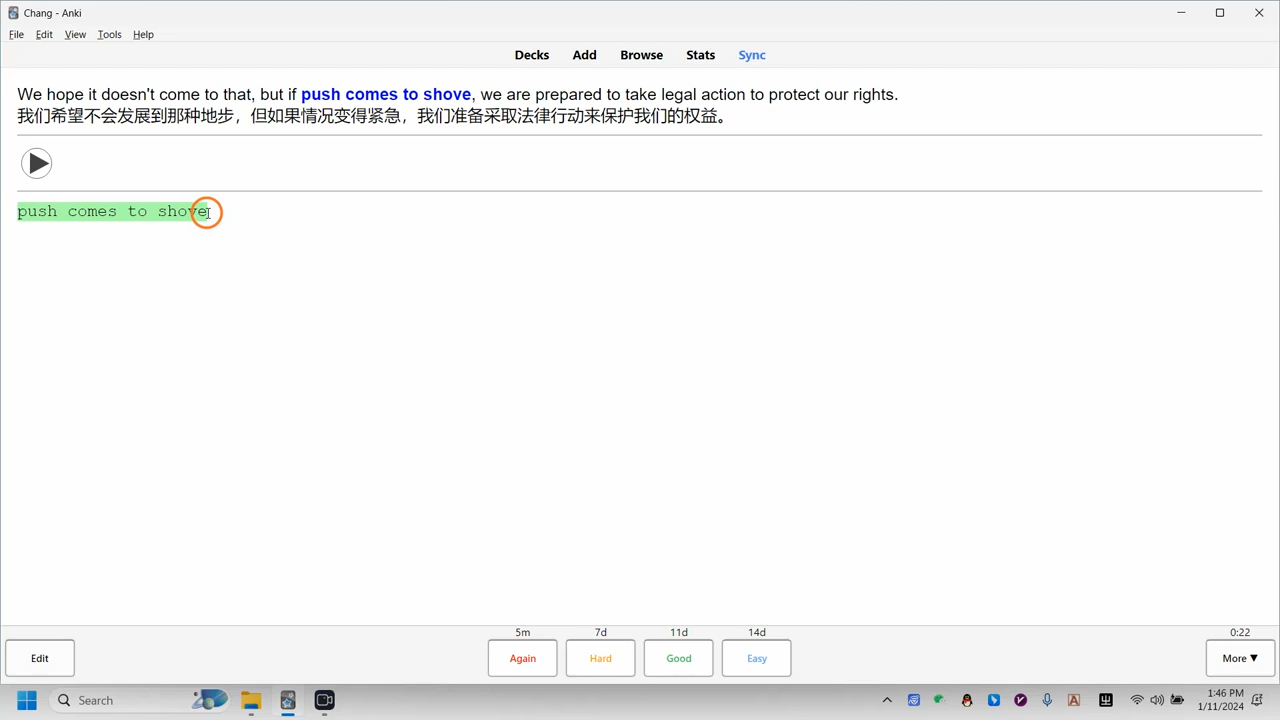 Chang - Anki
File Edit View Tools Help
Decks Add Browse Stats Sync
We hope it doesn't come to that, but if push comes to shove, we are prepared to take legal action to protect our rights.
我们希望不会发展到那种地步，但如果情况变得紧急，我们准备采取法律行动来保护我们的权益。
push comes to shove
5m 7d 11d 14d 0:22
Edit Again Hard Good Easy More ▼
Search
1:46 PM
1/11/2024